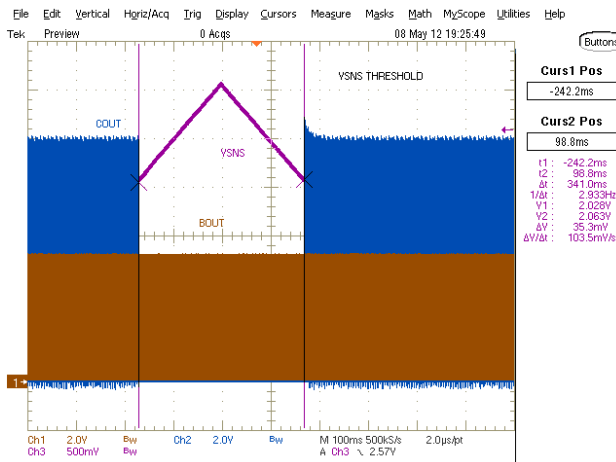 File Edit Vertical Horiz/Acq Trig Display Cursors Measure Masks Math MyScope Utilities Help
Tek Preview 0 Acqs 08 May 12 19:25:49
Buttons
YSNS THRESHOLD
COUT
YSNS
BOUT
1
Curs1 Pos
-242.2ms
Curs2 Pos
98.8ms
t1: -242.2ms
t2: 98.8ms
Δt: 341.0ms
1/Δt: 2.933Hz
V1: 2.028V
V2: 2.063V
ΔV: 35.3mV
ΔV/Δt: 103.5mV/s
Ch1 2.0V BW Ch2 2.0V BW M 100ms 500kS/s 2.0µs/pt
Ch3 500mV BW A Ch3 \ 2.57V